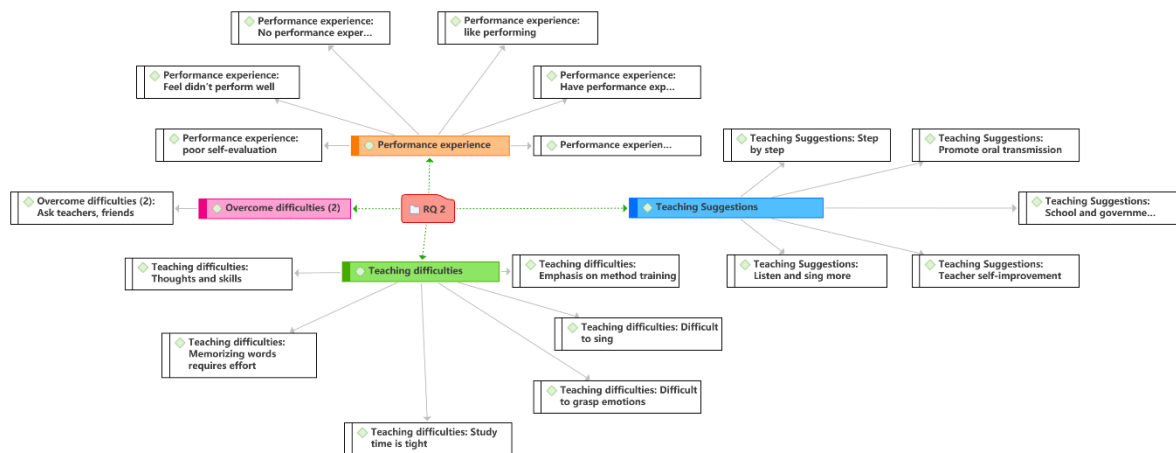 Performance experience:
No performance exper...
Performance experience:
like performing
Performance experience:
Feel didn't perform well
Performance experience:
Have performance exp...
Performance experience:
poor self-evaluation
Performance experience
Performance experien...
Teaching Suggestions: Step
by step
Teaching Suggestions:
Promote oral transmission
Overcome difficulties (2):
Ask teachers, friends
Overcome difficulties (2)
RQ 2
Teaching Suggestions
Teaching Suggestions:
School and governme...
Teaching difficulties:
Thoughts and skills
Teaching difficulties
Teaching difficulties:
Emphasis on method training
Teaching Suggestions:
Listen and sing more
Teaching Suggestions:
Teacher self-improvement
Teaching difficulties:
Memorizing words
requires effort
Teaching difficulties: Difficult
to sing
Teaching difficulties: Difficult
to grasp emotions
Teaching difficulties: Study
time is tight